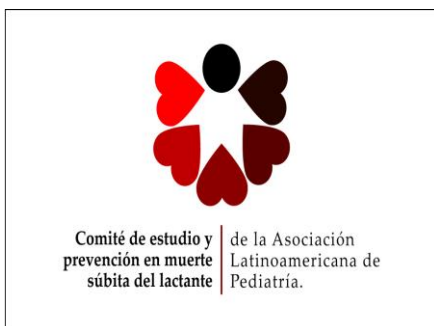 Comité de estudio y
prevención en muerte
súbita del lactante
de la Asociación
Latinoamericana de
Pediatría.